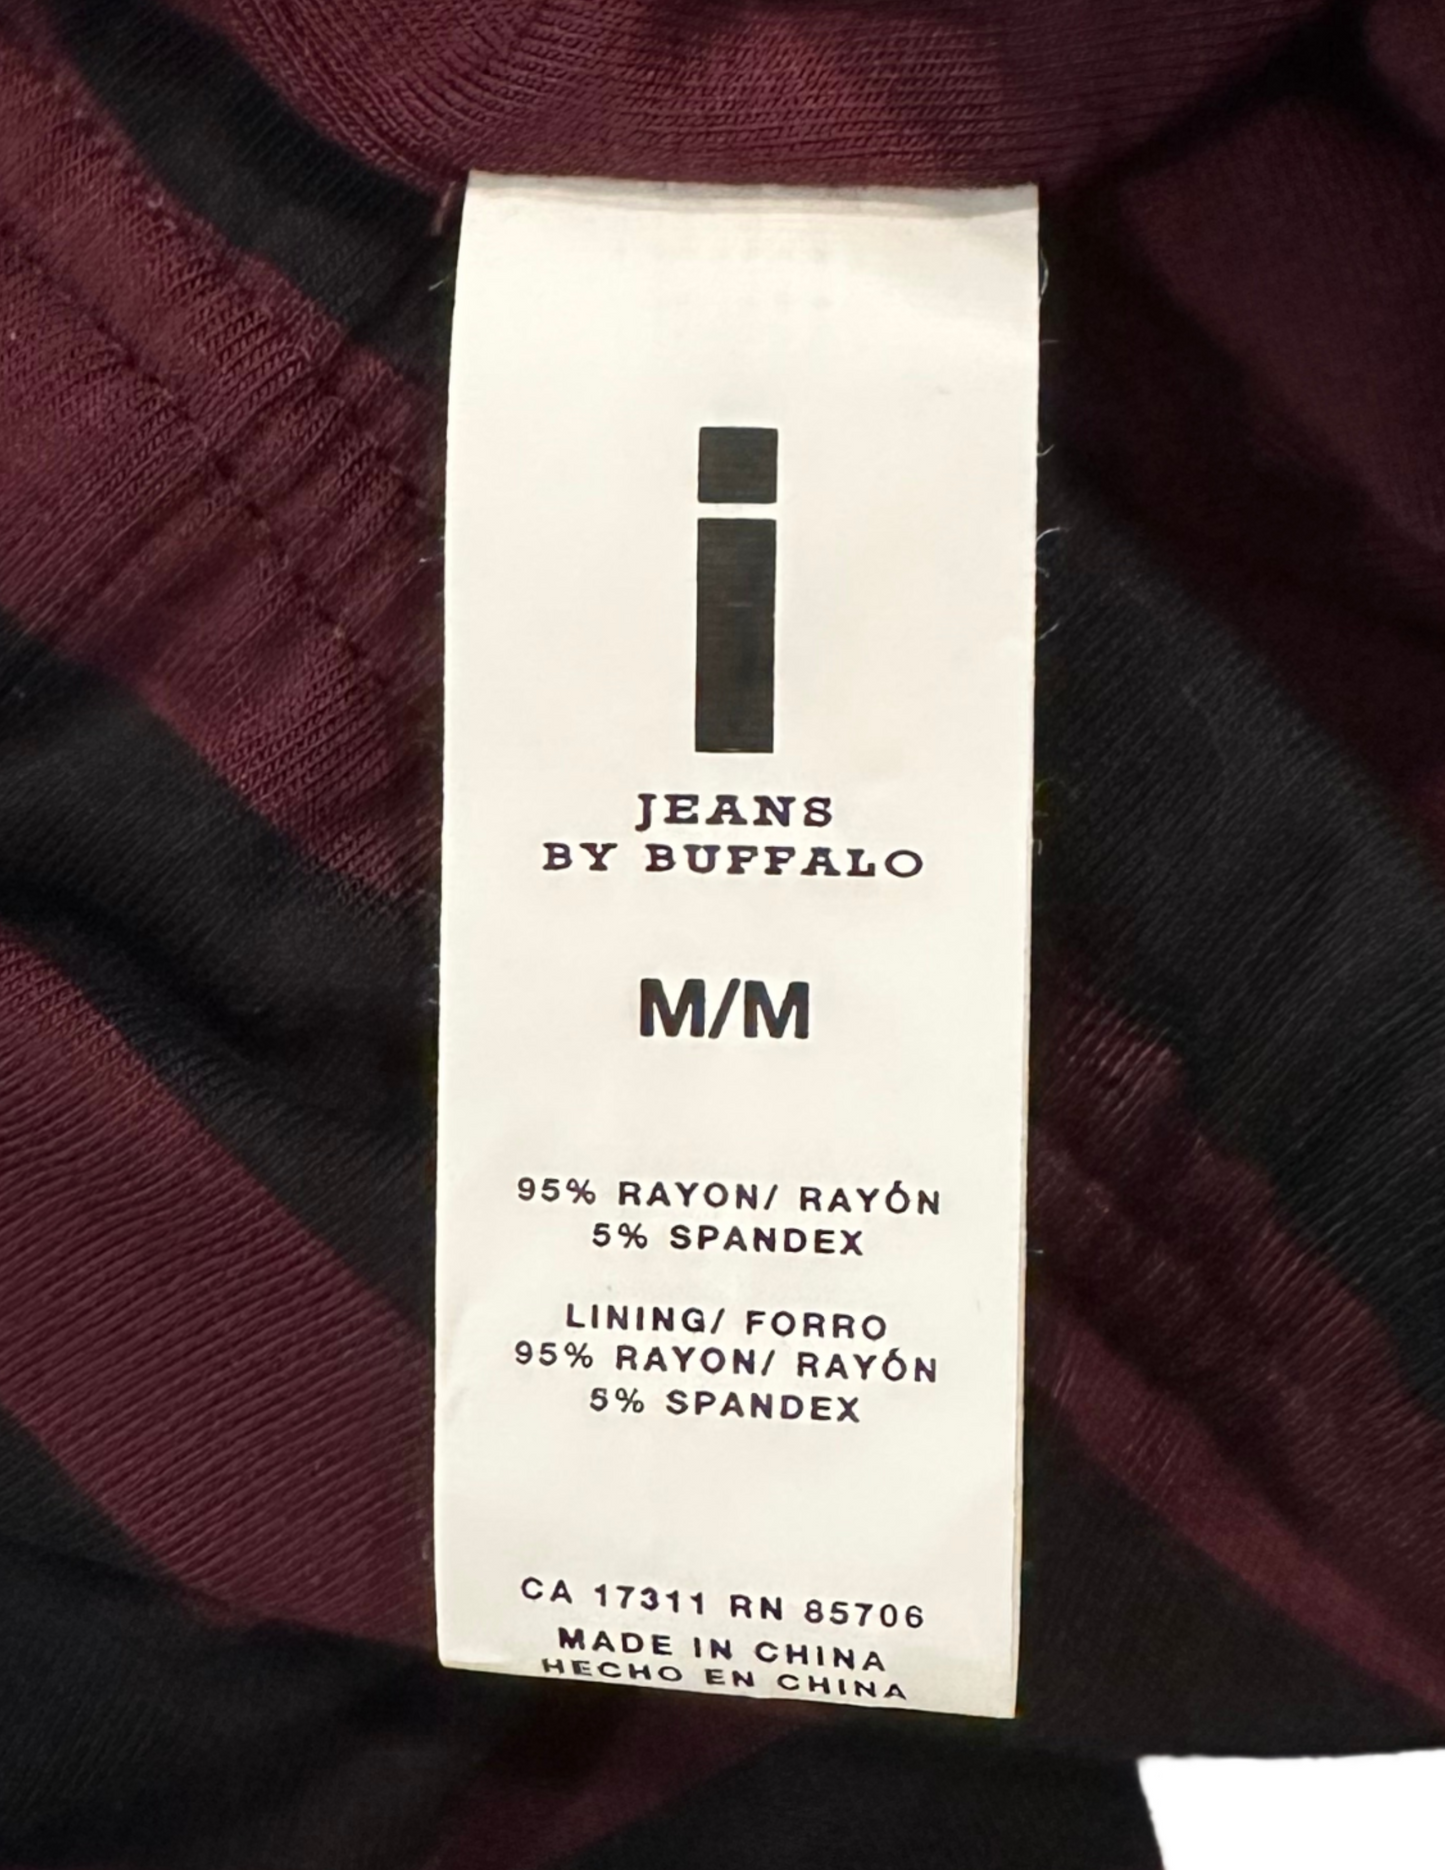 i
JEANS
BY BUFFALO
M/M
95% RAYON/ RAYÓN
5% SPANDEX
LINING/ FORRO
95% RAYON/ RAYÓN
5% SPANDEX
CA 17311 RN 85706
MADE IN CHINA
HECHO EN CHINA